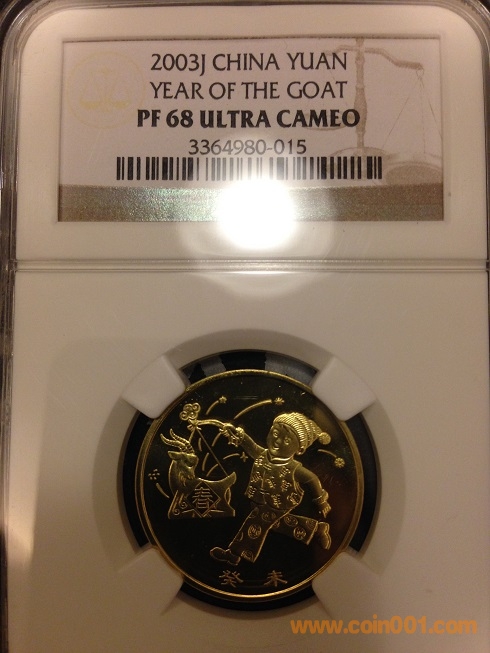 2003J CHINA YUAN
YEAR OF THE GOAT
PF 68 ULTRA CAMEO
3364980-015
春
癸未
www.coin001.com